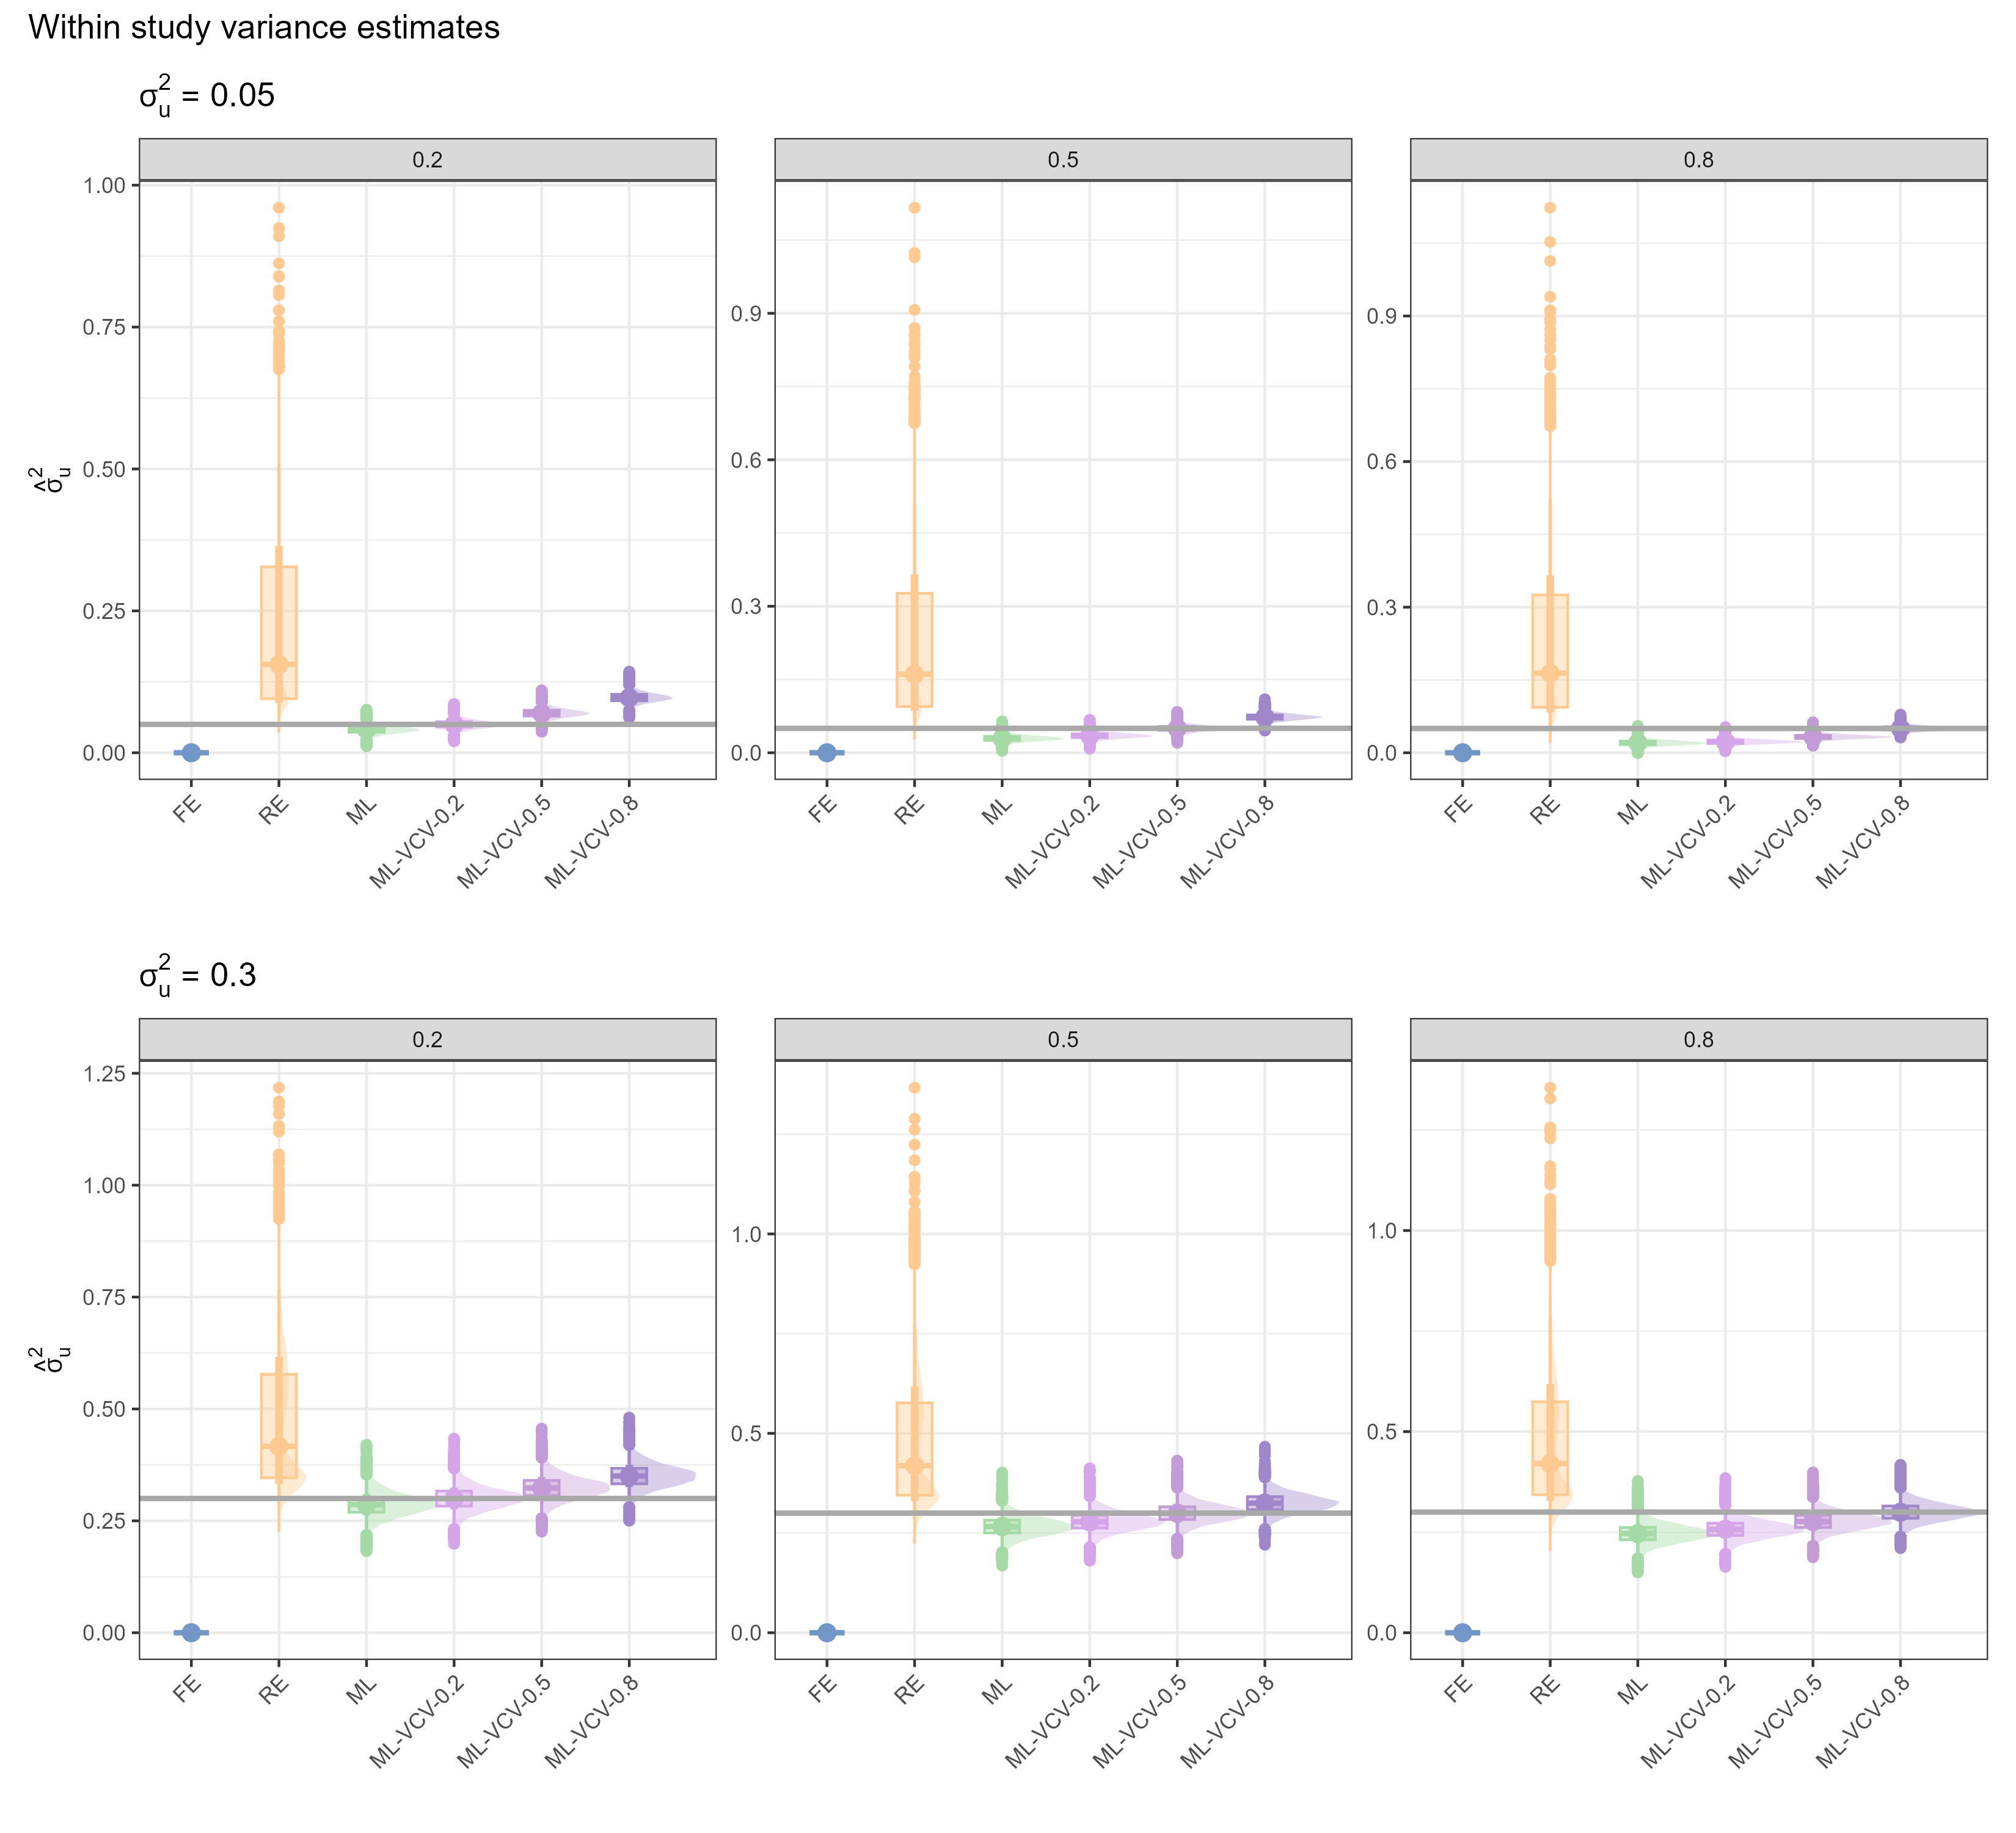 Within study variance estimates
σ²ᵤ = 0.05
0.2 0.5 0.8
σ̂²ᵤ
1.00
0.75
0.50
0.25
0.00
0.9
0.6
0.3
0.0
0.9
0.6
0.3
0.0
FE RE ML ML-VCV-0.2 ML-VCV-0.5 ML-VCV-0.8
FE RE ML ML-VCV-0.2 ML-VCV-0.5 ML-VCV-0.8
FE RE ML ML-VCV-0.2 ML-VCV-0.5 ML-VCV-0.8
σ²ᵤ = 0.3
0.2 0.5 0.8
σ̂²ᵤ
1.25
1.00
0.75
0.50
0.25
0.00
1.0
0.5
0.0
1.0
0.5
0.0
FE RE ML ML-VCV-0.2 ML-VCV-0.5 ML-VCV-0.8
FE RE ML ML-VCV-0.2 ML-VCV-0.5 ML-VCV-0.8
FE RE ML ML-VCV-0.2 ML-VCV-0.5 ML-VCV-0.8